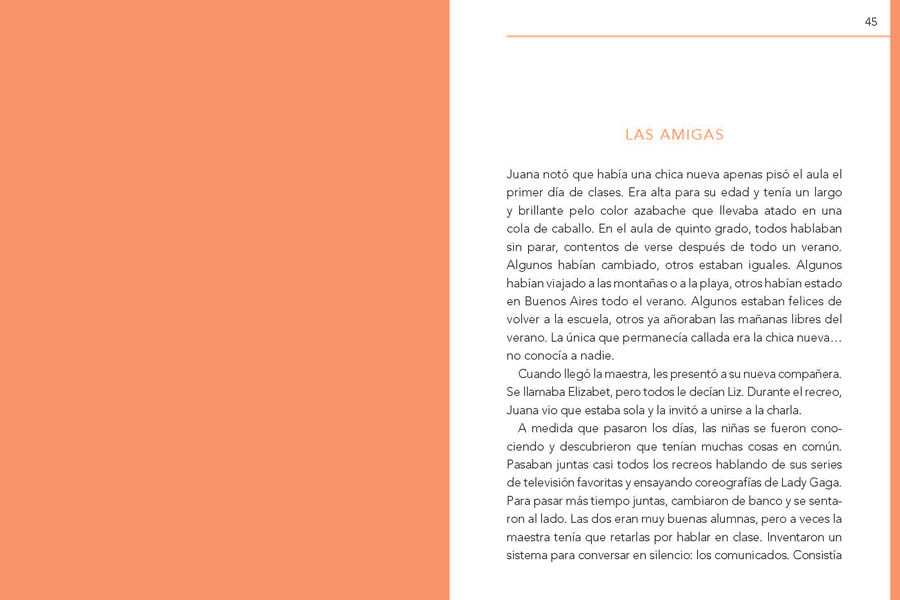 45
LAS AMIGAS
Juana notó que había una chica nueva apenas pisó el aula el
primer día de clases. Era alta para su edad y tenía un largo
y brillante pelo color azabache que llevaba atado en una
cola de caballo. En el aula de quinto grado, todos hablaban
sin parar, contentos de verse después de todo un verano.
Algunos habían cambiado, otros estaban iguales. Algunos
habían viajado a las montañas o a la playa, otros habían estado
en Buenos Aires todo el verano. Algunos estaban felices de
volver a la escuela, otros ya añoraban las mañanas libres del
verano. La única que permanecía callada era la chica nueva…
no conocía a nadie.
Cuando llegó la maestra, les presentó a su nueva compañera.
Se llamaba Elizabet, pero todos le decían Liz. Durante el recreo,
Juana vio que estaba sola y la invitó a unirse a la charla.
A medida que pasaron los días, las niñas se fueron cono-
ciendo y descubrieron que tenían muchas cosas en común.
Pasaban juntas casi todos los recreos hablando de sus series
de televisión favoritas y ensayando coreografías de Lady Gaga.
Para pasar más tiempo juntas, cambiaron de banco y se senta-
ron al lado. Las dos eran muy buenas alumnas, pero a veces la
maestra tenía que retarlas por hablar en clase. Inventaron un
sistema para conversar en silencio: los comunicados. Consistía